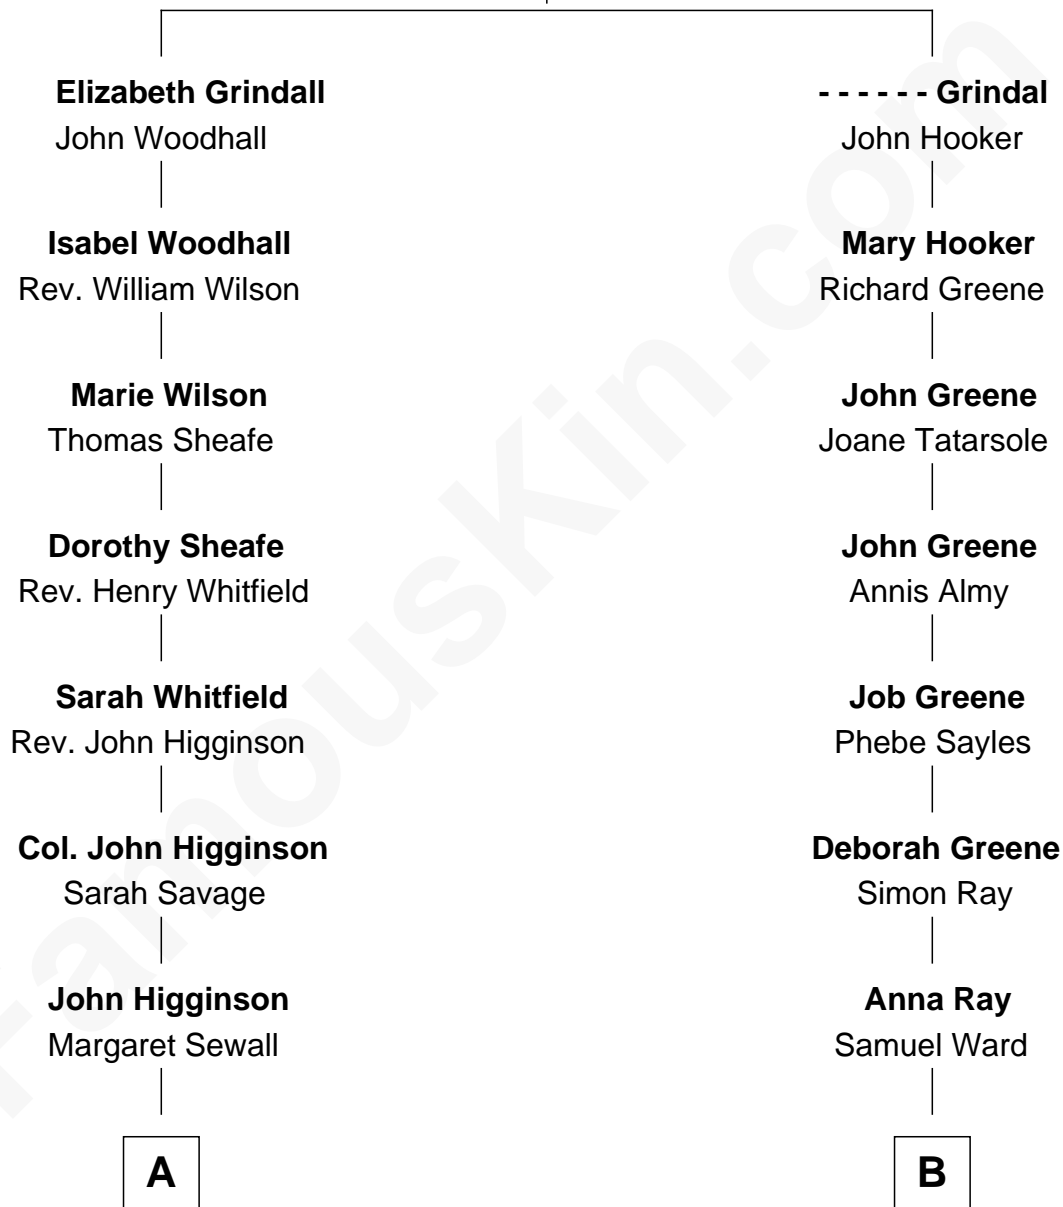 Elizabeth Grindall
John Woodhall
Isabel Woodhall
Rev. William Wilson
Marie Wilson
Thomas Sheafe
Dorothy Sheafe
Rev. Henry Whitfield
Sarah Whitfield
Rev. John Higginson
Col. John Higginson
Sarah Savage
John Higginson
Margaret Sewall
A
- - - - - - Grindal
John Hooker
Mary Hooker
Richard Greene
John Greene
Joane Tatarsole
John Greene
Annis Almy
Job Greene
Phebe Sayles
Deborah Greene
Simon Ray
Anna Ray
Samuel Ward
B
FamousKin.com